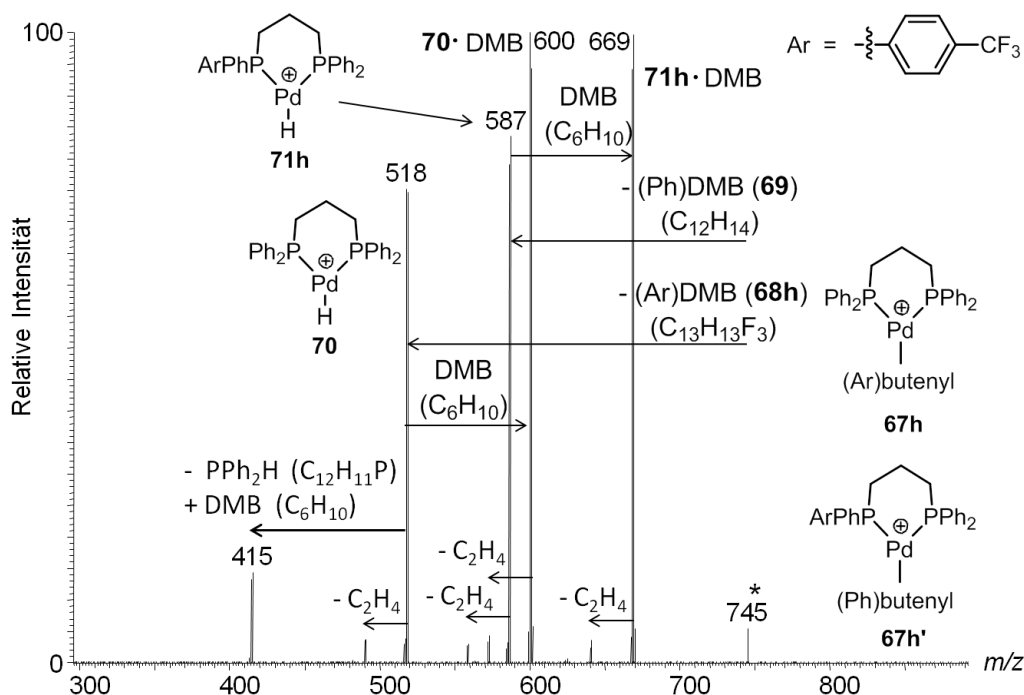 Relative Intensität
100
0
300 400 500 600 700 800 m/z
ArPhP
PPh2
⊕
Pd
H
71h
70· DMB 600
669
71h· DMB
Ar =
CF3
DMB
(C6H10)
587
518
- (Ph)DMB (69)
(C12H14)
Ph2P
PPh2
⊕
Pd
H
70
- (Ar)DMB (68h)
(C13H13F3)
Ph2P
PPh2
⊕
Pd
(Ar)butenyl
67h
DMB
(C6H10)
- PPh2H (C12H11P)
+ DMB (C6H10)
415
- C2H4
- C2H4
- C2H4
- C2H4
*
745
ArPhP
PPh2
⊕
Pd
(Ph)butenyl
67h'